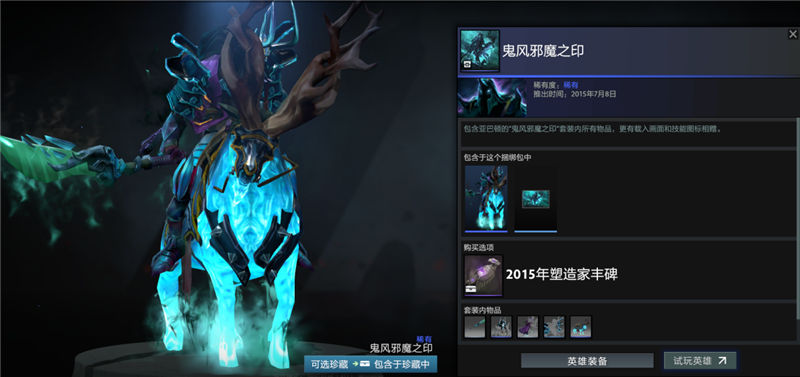 鬼风邪魔之印
稀有度：稀有
推出时间：2015年7月8日
包含亚巴顿的“鬼风邪魔之印”套装内所有物品，更有载入画面和技能图标相赠。
包含于这个捆绑包中
购买选项
2015年塑造家丰碑
套装内物品
英雄装备
试玩英雄
稀有
鬼风邪魔之印
可选珍藏 包含于珍藏中